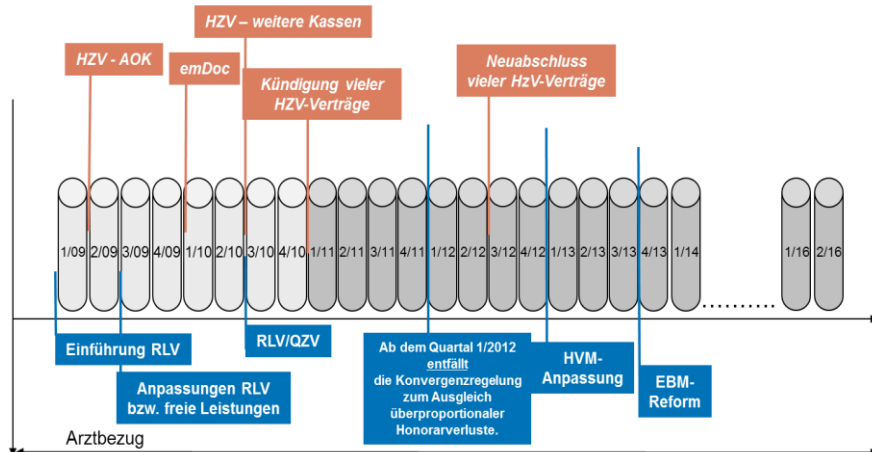 HZV – weitere Kassen
HZV - AOK
emDoc
Kündigung vieler
HZV-Verträge
Neuabschluss
vieler HzV-Verträge
1/09 2/09 3/09 4/09 1/10 2/10 3/10 4/10 1/11 2/11 3/11 4/11 1/12 2/12 3/12 4/12 1/13 2/13 3/13 4/13 1/14 .......... 1/16 2/16
Einführung RLV
Anpassungen RLV
bzw. freie Leistungen
RLV/QZV
Ab dem Quartal 1/2012
entfällt
die Konvergenzregelung
zum Ausgleich
überproportionaler
Honorarverluste.
HVM-
Anpassung
EBM-
Reform
Arztbezug